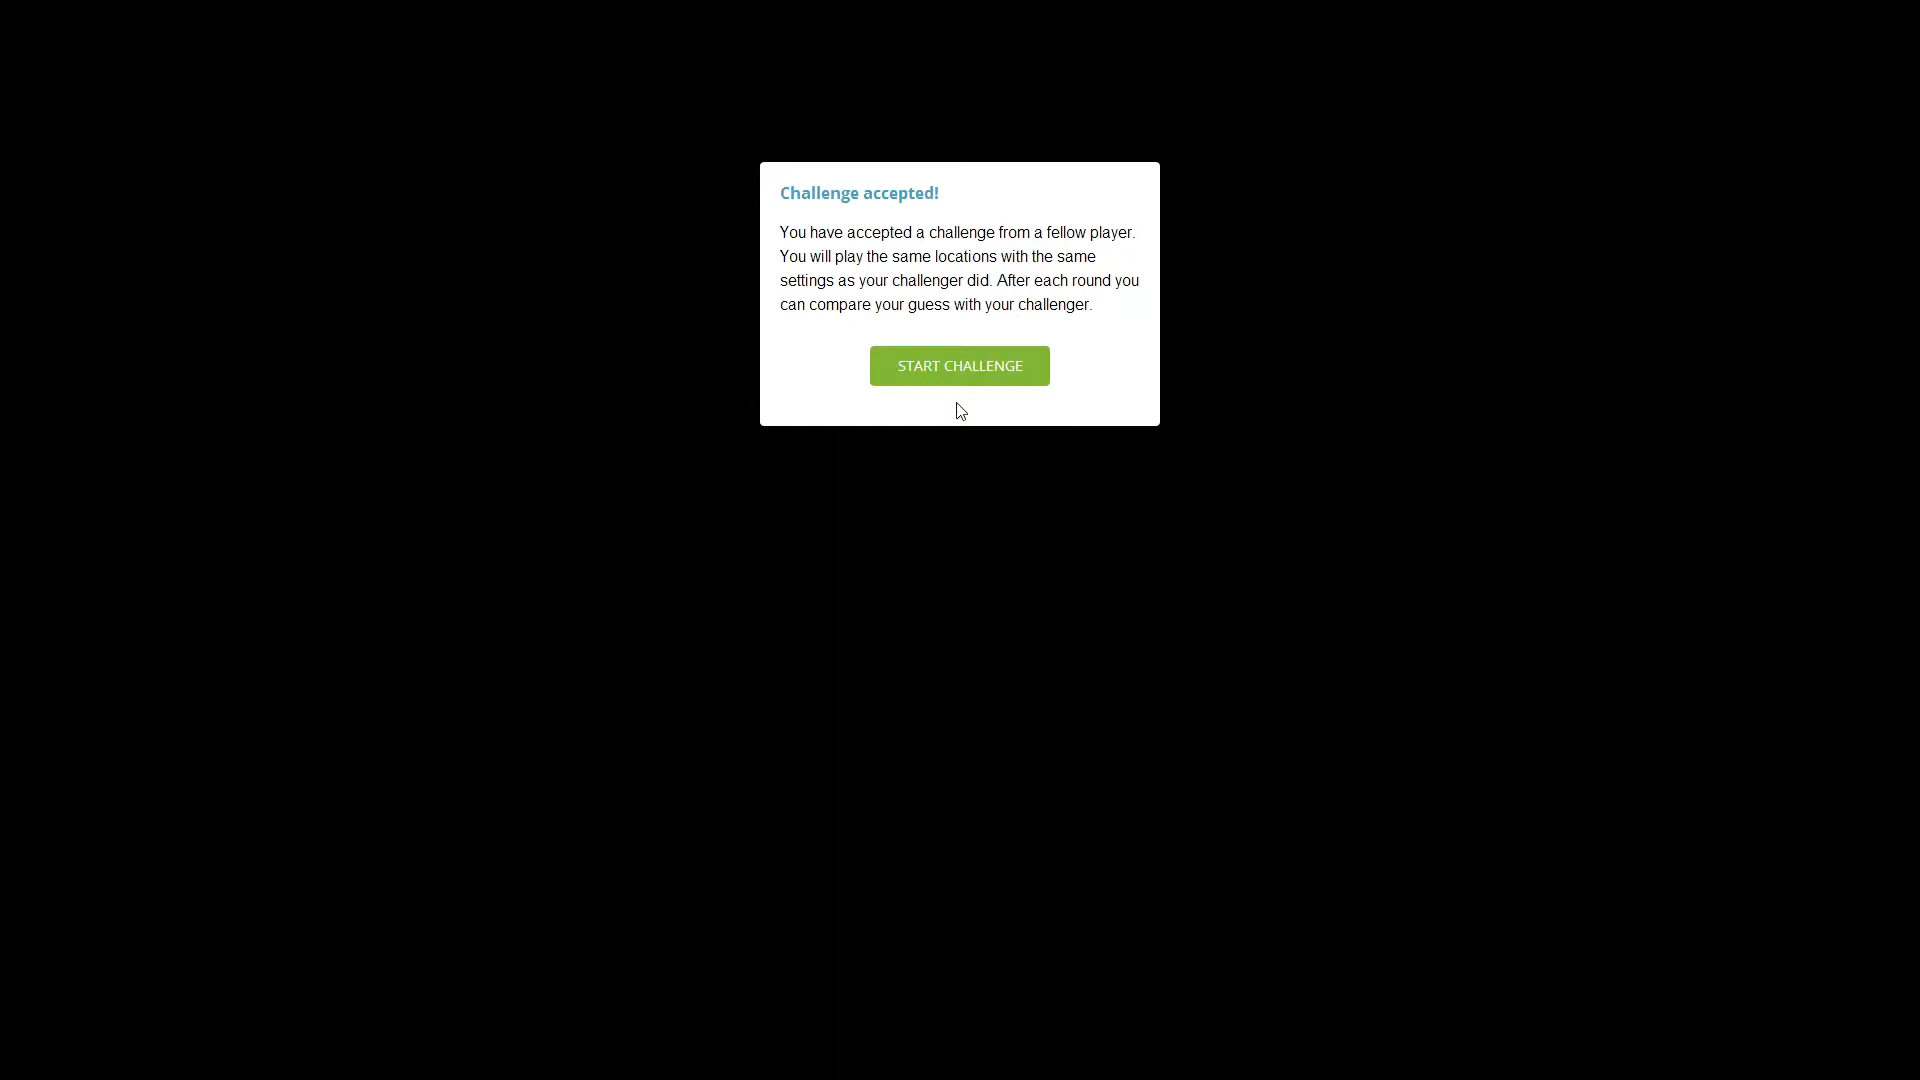 Challenge accepted!
You have accepted a challenge from a fellow player.
You will play the same locations with the same
settings as your challenger did. After each round you
can compare your guess with your challenger.
START CHALLENGE